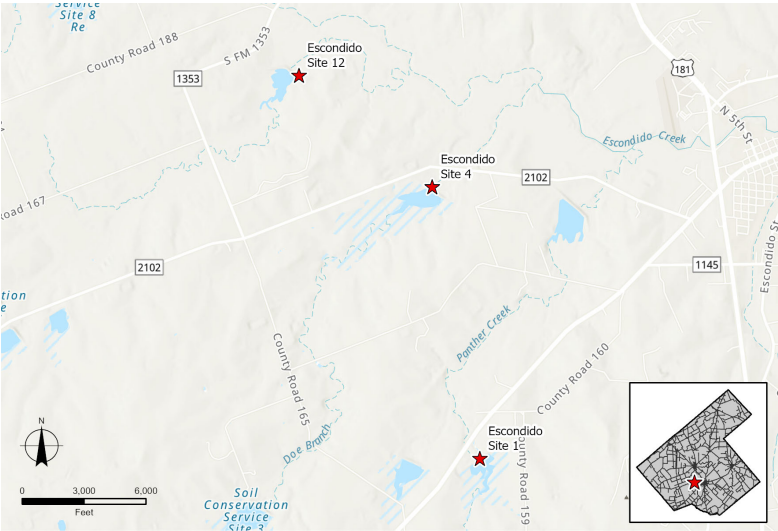 Service
Site 8
Re
County Road 188
S FM 1353
1353
Escondido
Site 12
181
N 5th St
Escondido Creek
Escondido
Site 4
2102
Road 167
2102
1145
Escondido St
tion
e
Panther Creek
County Road 160
County Road 165
Escondido
Site 1
County Road 159
Doe Branch
N
0 3,000 6,000
Feet
Soil
Conservation
Service
Site 3